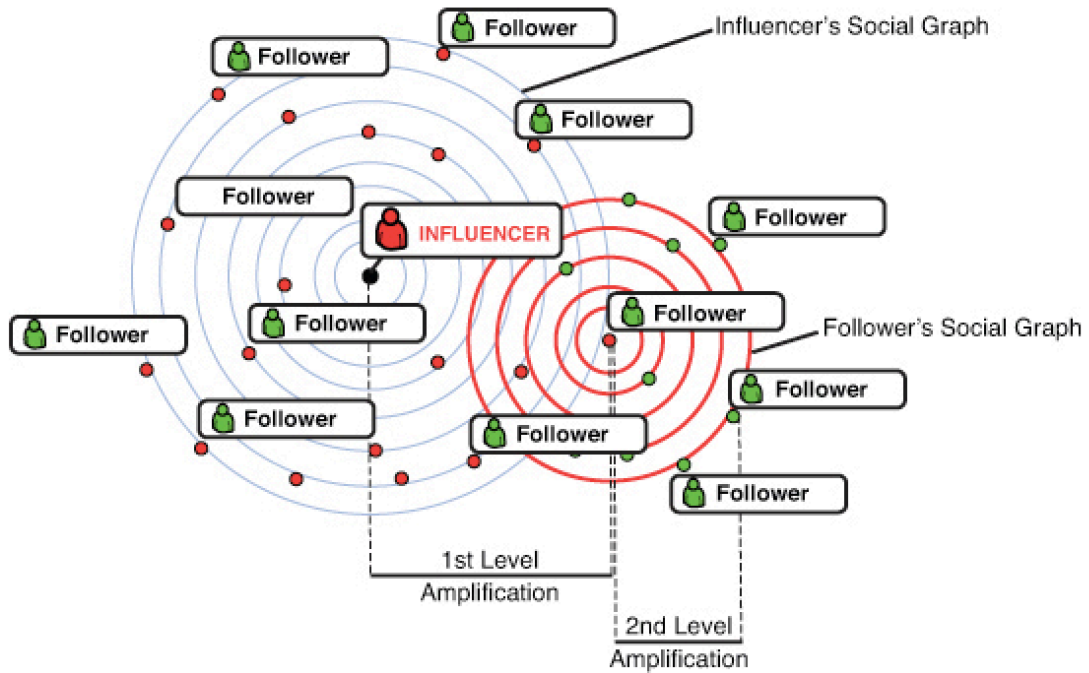 Follower
Influencer's Social Graph
Follower
Follower
Follower
INFLUENCER
Follower
Follower
Follower
Follower
Follower's Social Graph
Follower
Follower
Follower
Follower
1st Level
Amplification
2nd Level
Amplification